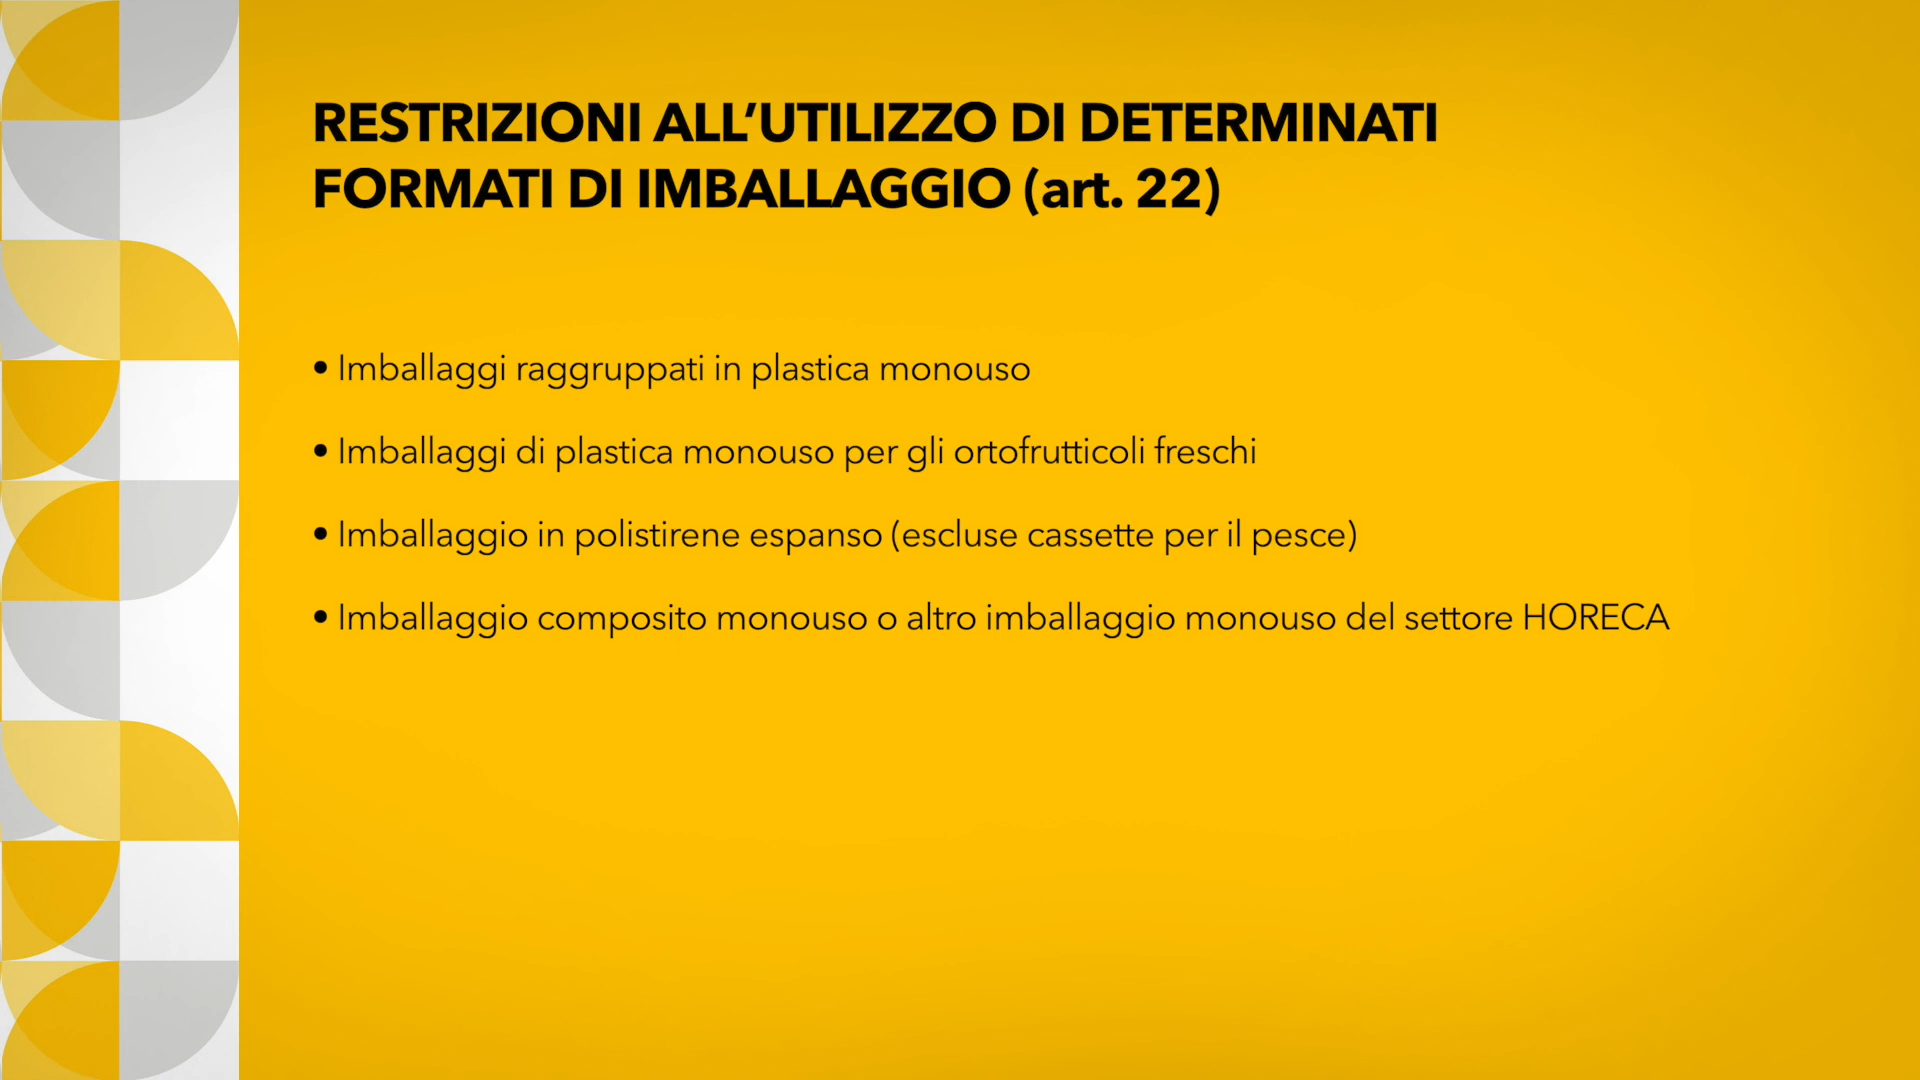 RESTRIZIONI ALL’UTILIZZO DI DETERMINATI
FORMATI DI IMBALLAGGIO (art. 22)
• Imballaggi raggruppati in plastica monouso
• Imballaggi di plastica monouso per gli ortofrutticoli freschi
• Imballaggio in polistirene espanso (escluse cassette per il pesce)
• Imballaggio composito monouso o altro imballaggio monouso del settore HORECA